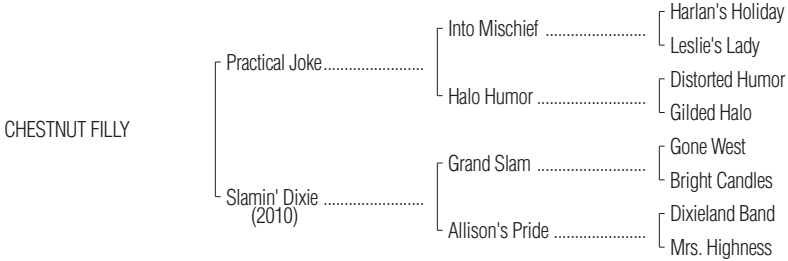 Harlan's Holiday
Into Mischief ........................
Leslie's Lady
Practical Joke........................
Distorted Humor
Halo Humor ..........................
Gilded Halo
CHESTNUT FILLY
Gone West
Grand Slam ..........................
Bright Candles
Slamin' Dixie ........................
(2010)
Dixieland Band
Allison's Pride ......................
Mrs. Highness